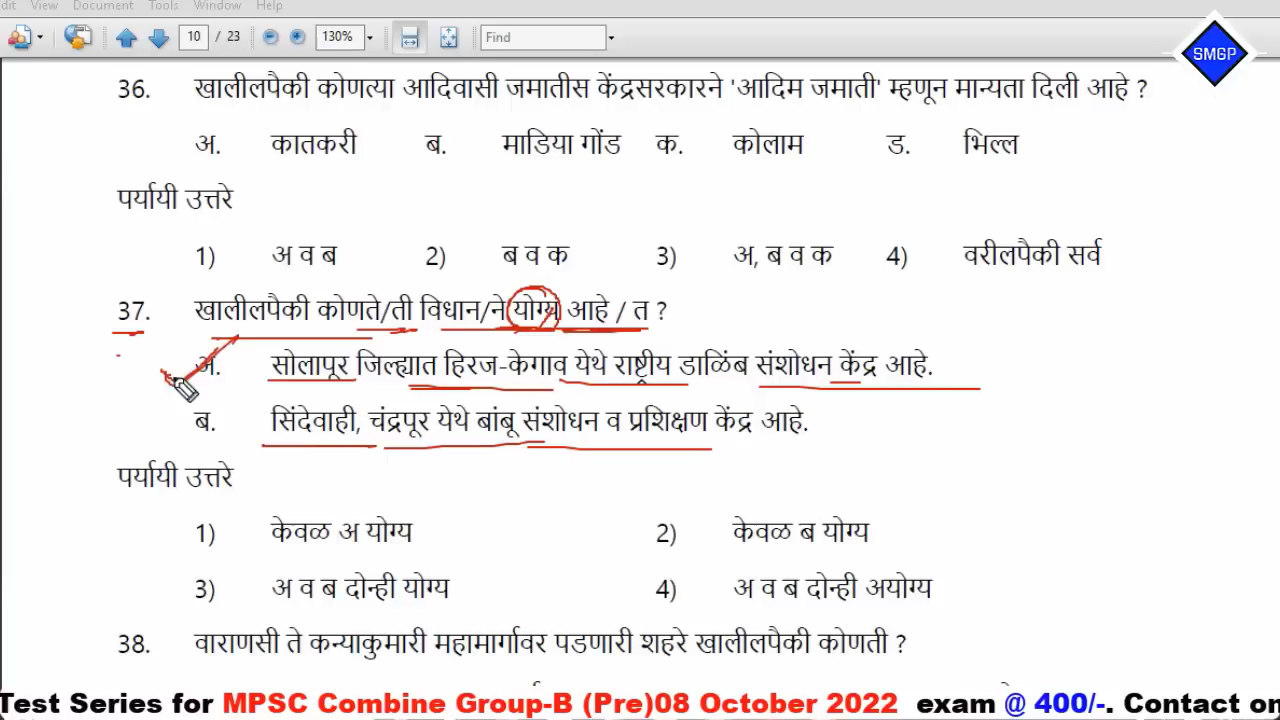 dit View Document Tools Window Help
10 / 23 130% Find
SMGP
36. खालीलपैकी कोणत्या आदिवासी जमातीस केंद्रसरकारने 'आदिम जमाती' म्हणून मान्यता दिली आहे ?
अ. कातकरी ब. माडिया गोंड क. कोलाम ड. भिल्ल
पर्यायी उत्तरे
1) अ व ब 2) ब व क 3) अ, ब व क 4) वरीलपैकी सर्व
37. खालीलपैकी कोणते/ती विधान/ने योग्य आहे / त ?
अ. सोलापूर जिल्ह्यात हिरज-केगाव येथे राष्ट्रीय डाळिंब संशोधन केंद्र आहे.
ब. सिंदेवाही, चंद्रपूर येथे बांबू संशोधन व प्रशिक्षण केंद्र आहे.
पर्यायी उत्तरे
1) केवळ अ योग्य 2) केवळ ब योग्य
3) अ व ब दोन्ही योग्य 4) अ व ब दोन्ही अयोग्य
38. वाराणसी ते कन्याकुमारी महामार्गावर पडणारी शहरे खालीलपैकी कोणती ?
Test Series for MPSC Combine Group-B (Pre)08 October 2022 exam @ 400/-. Contact on